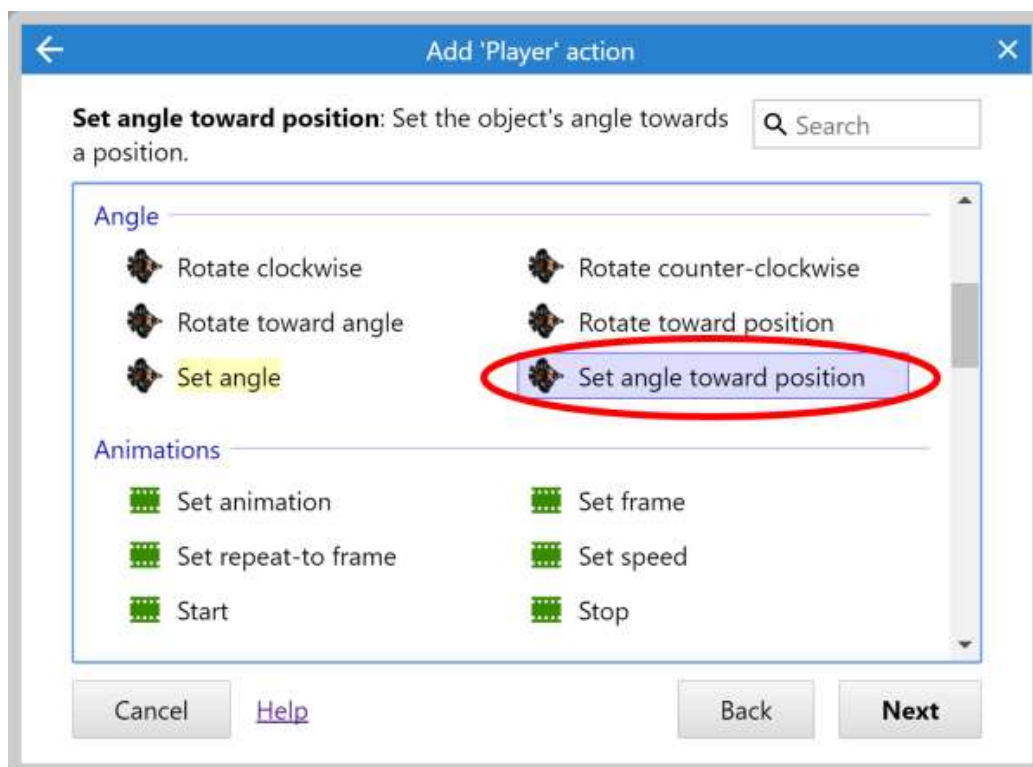 Add 'Player' action
Set angle toward position: Set the object's angle towards
a position.
Search
Angle
Rotate clockwise
Rotate counter-clockwise
Rotate toward angle
Rotate toward position
Set angle
Set angle toward position
Animations
Set animation
Set frame
Set repeat-to frame
Set speed
Start
Stop
Cancel
Help
Back
Next